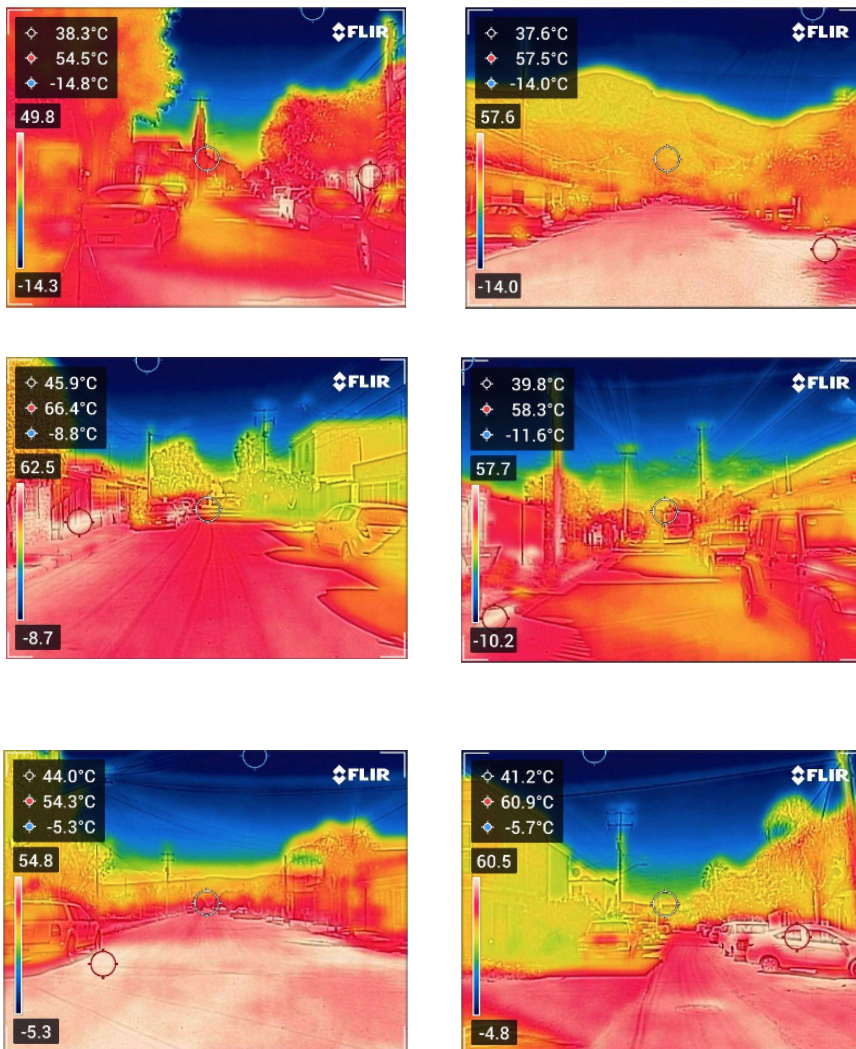 38.3°C
54.5°C
-14.8°C
FLIR
49.8
-14.3
37.6°C
57.5°C
-14.0°C
FLIR
57.6
-14.0
45.9°C
66.4°C
-8.8°C
FLIR
62.5
-8.7
39.8°C
58.3°C
-11.6°C
FLIR
57.7
-10.2
44.0°C
54.3°C
-5.3°C
FLIR
54.8
-5.3
41.2°C
60.9°C
-5.7°C
FLIR
60.5
-4.8